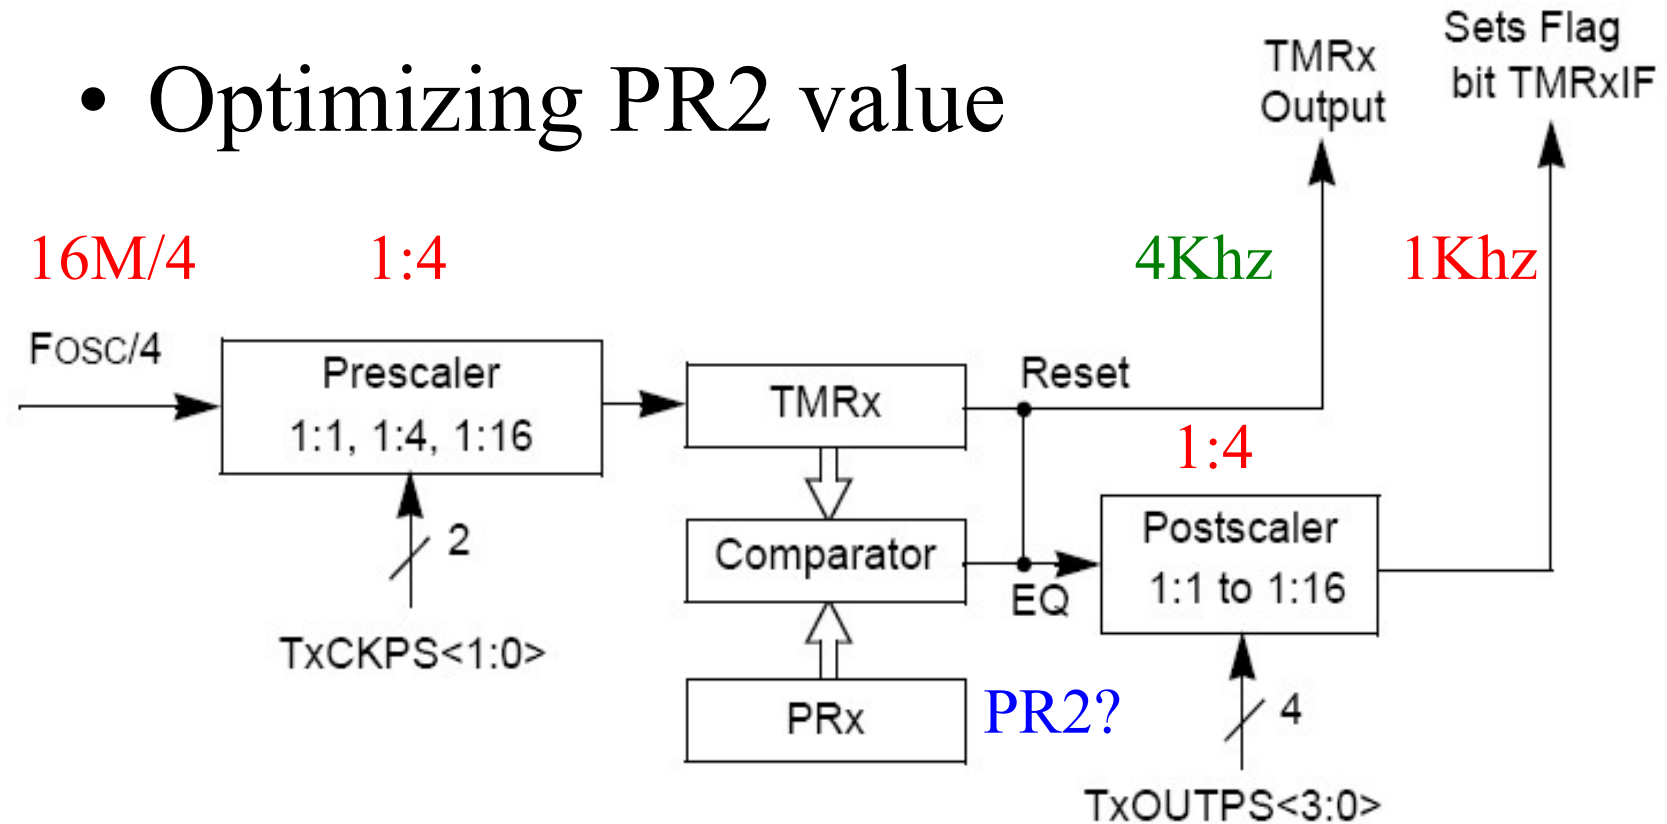 • Optimizing PR2 value
TMRx
Output
Sets Flag
bit TMRxIF
16M/4
1:4
4Khz
1Khz
FOSC/4
Prescaler
1:1, 1:4, 1:16
TMRx
Reset
1:4
2
Comparator
EQ
Postscaler
1:1 to 1:16
TxCKPS<1:0>
PRx
PR2?
4
TxOUTPS<3:0>